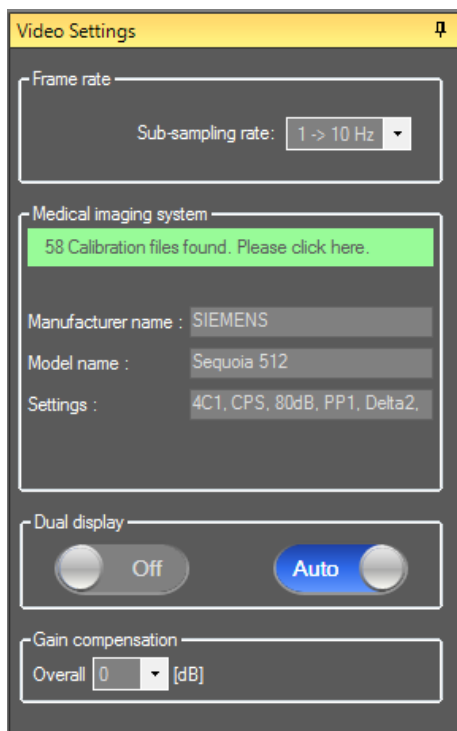 Video Settings
Frame rate
Sub-sampling rate: 1 -> 10 Hz
Medical imaging system
58 Calibration files found. Please click here.
Manufacturer name : SIEMENS
Model name : Sequoia 512
Settings : 4C1, CPS, 80dB, PP1, Delta2,
Dual display
Off Auto
Gain compensation
Overall 0 [dB]